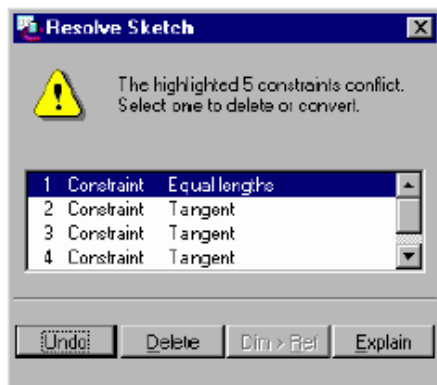 Resolve Sketch
The highlighted 5 constraints conflict.
Select one to delete or convert.
1 Constraint Equal lengths
2 Constraint Tangent
3 Constraint Tangent
4 Constraint Tangent
Undo Delete Dim > Ref Explain